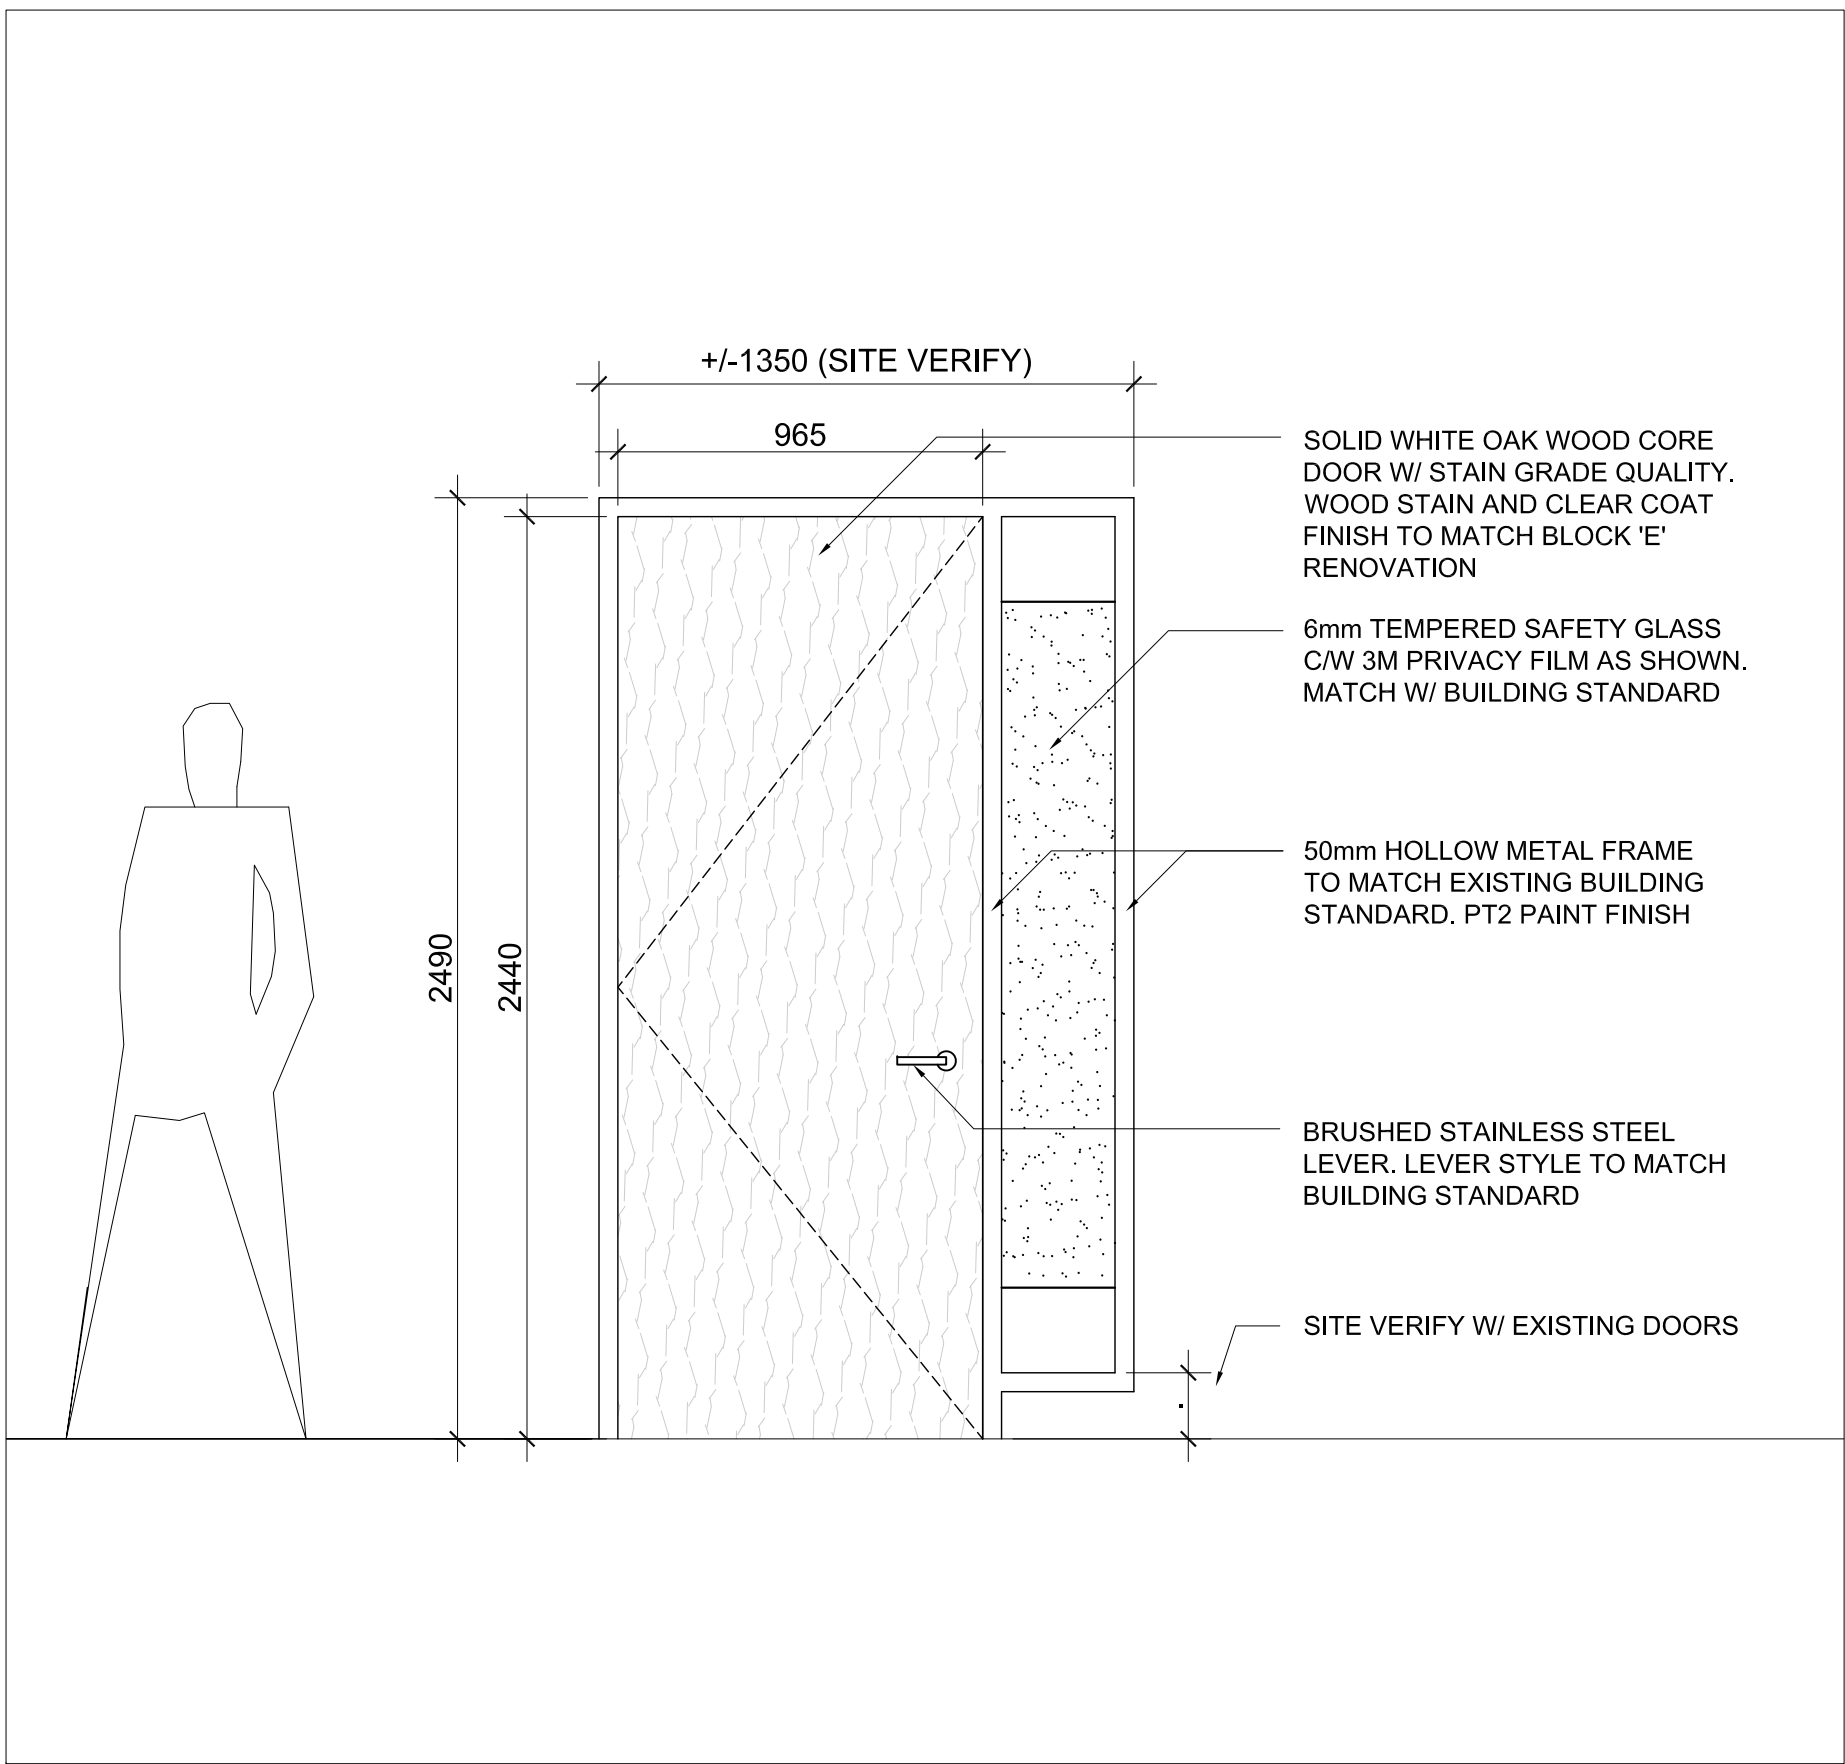 +/-1350 (SITE VERIFY)
965
2490
2440
SOLID WHITE OAK WOOD CORE
DOOR W/ STAIN GRADE QUALITY.
WOOD STAIN AND CLEAR COAT
FINISH TO MATCH BLOCK 'E'
RENOVATION
6mm TEMPERED SAFETY GLASS
C/W 3M PRIVACY FILM AS SHOWN.
MATCH W/ BUILDING STANDARD
50mm HOLLOW METAL FRAME
TO MATCH EXISTING BUILDING
STANDARD. PT2 PAINT FINISH
BRUSHED STAINLESS STEEL
LEVER. LEVER STYLE TO MATCH
BUILDING STANDARD
SITE VERIFY W/ EXISTING DOORS
.